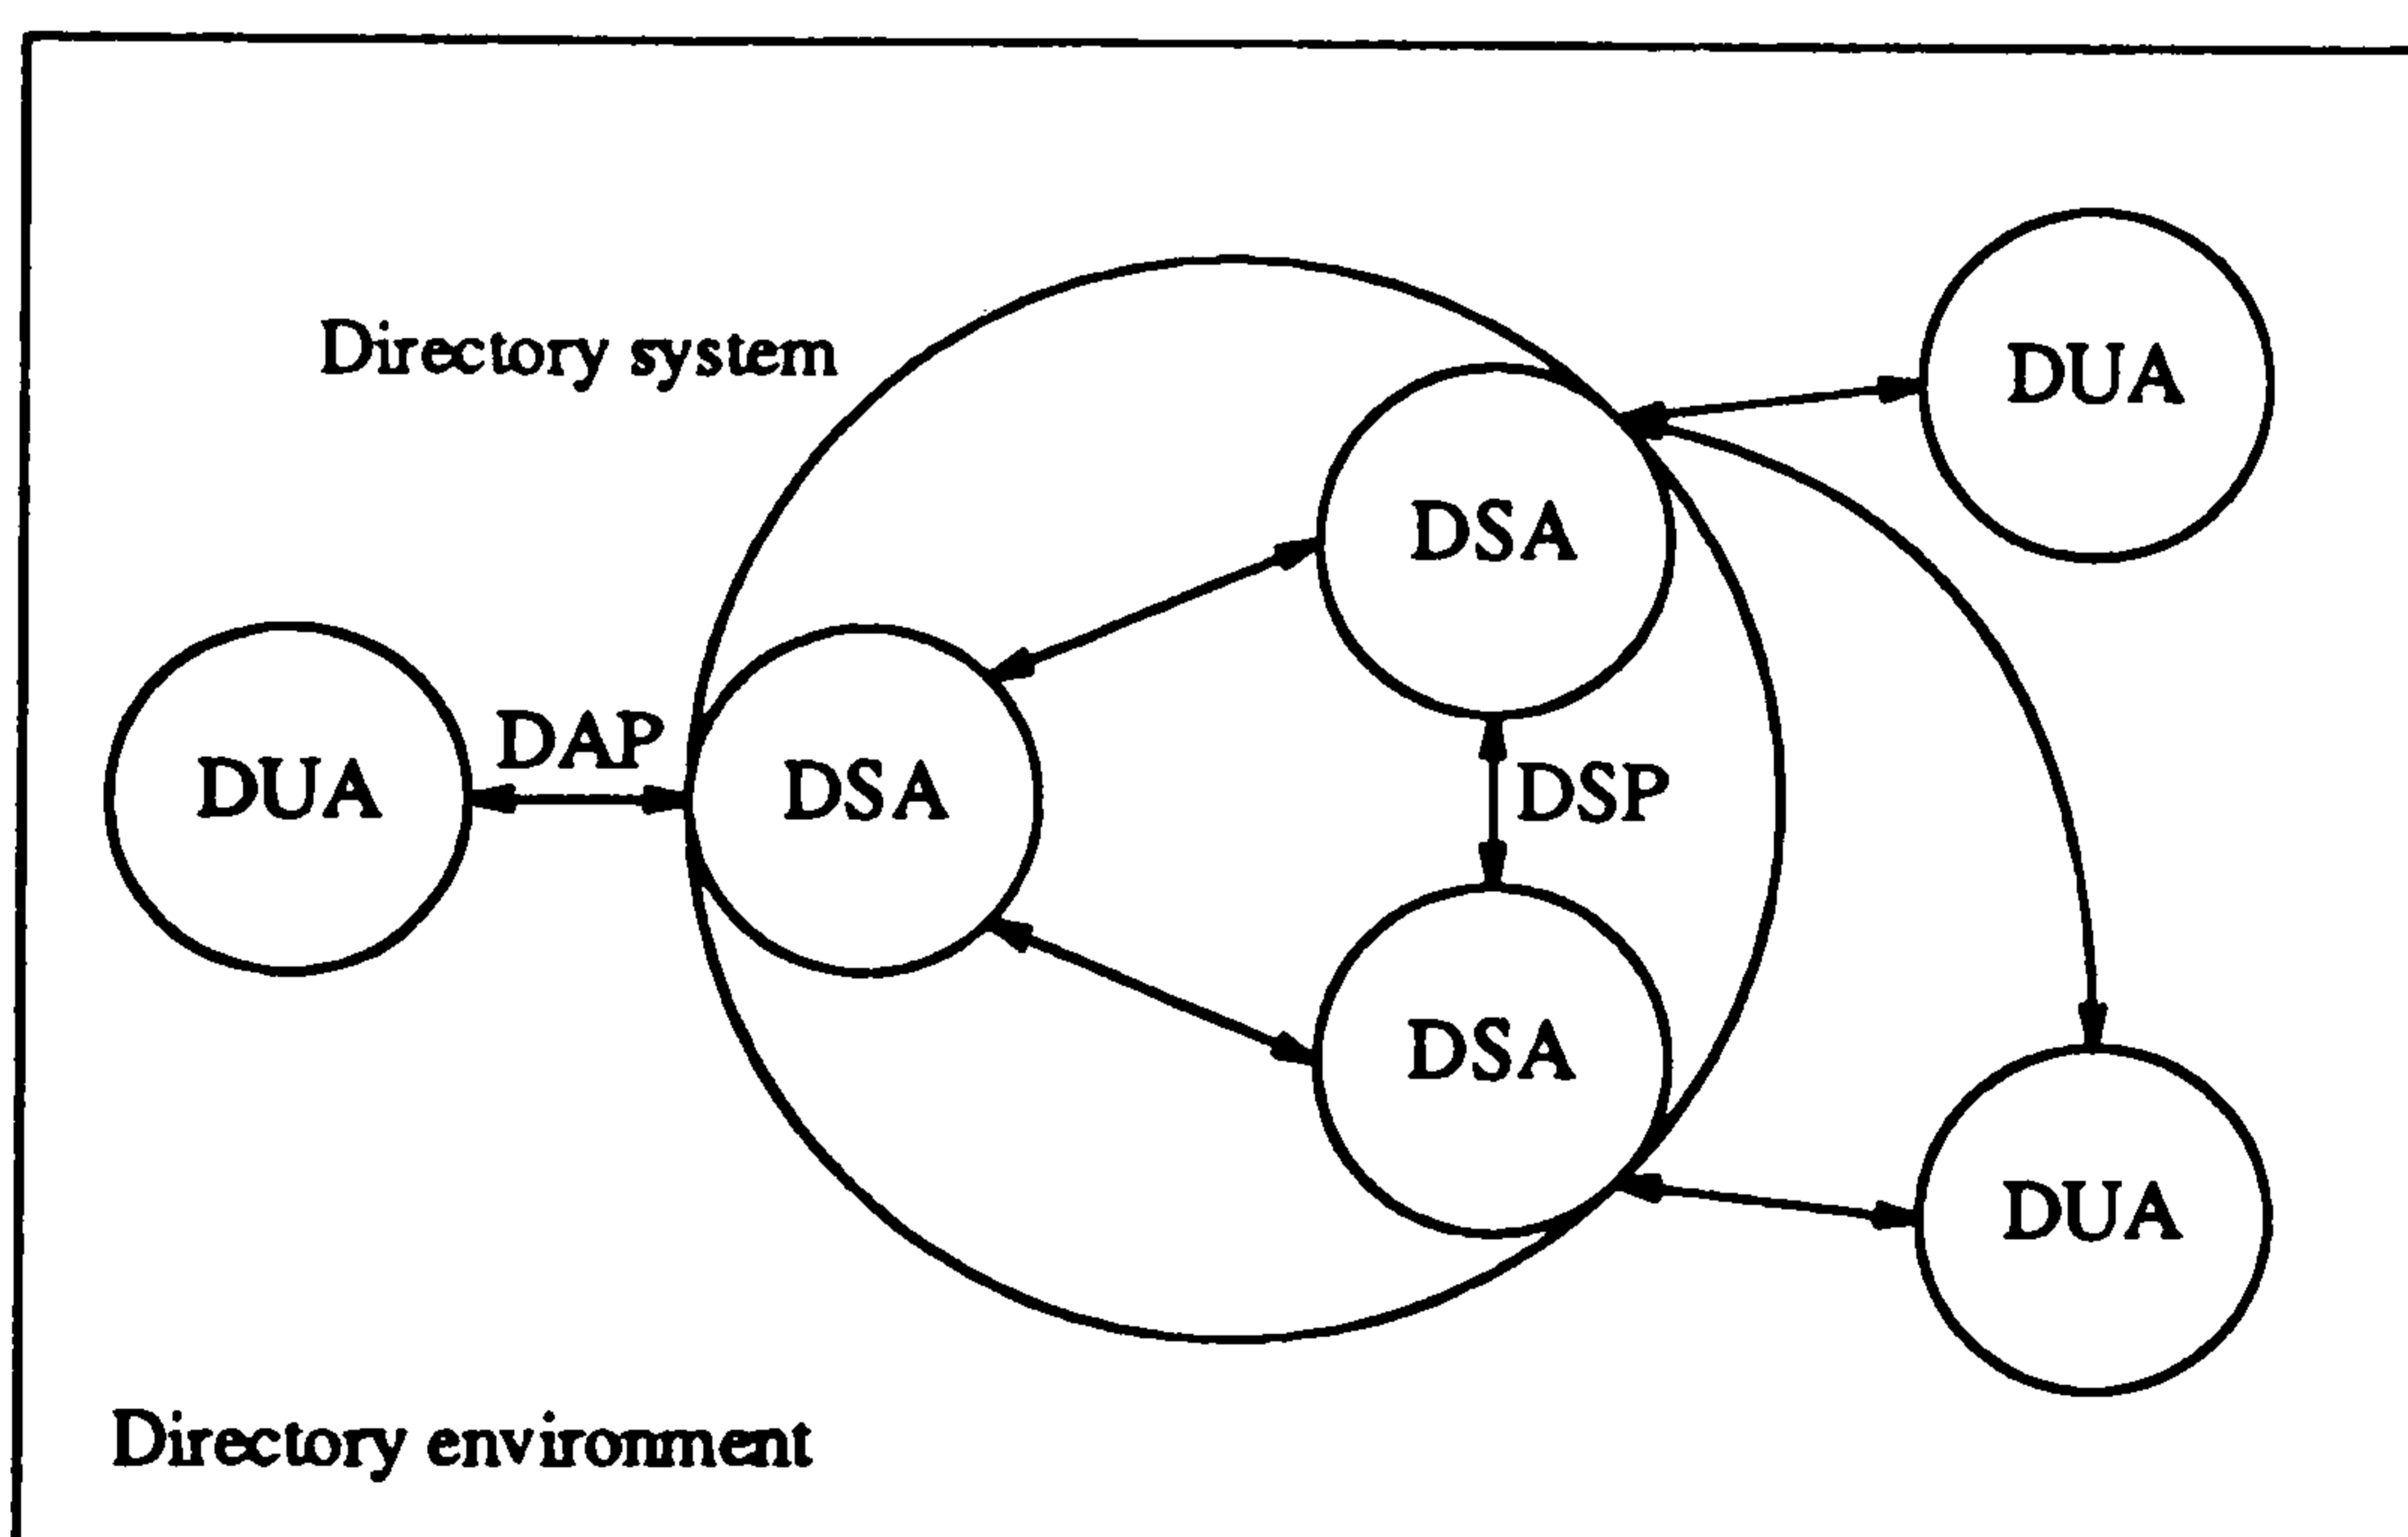 Directory system
DUA
DSA
DAP
DUA
DSA
DSP
DSA
DUA
Directory environment